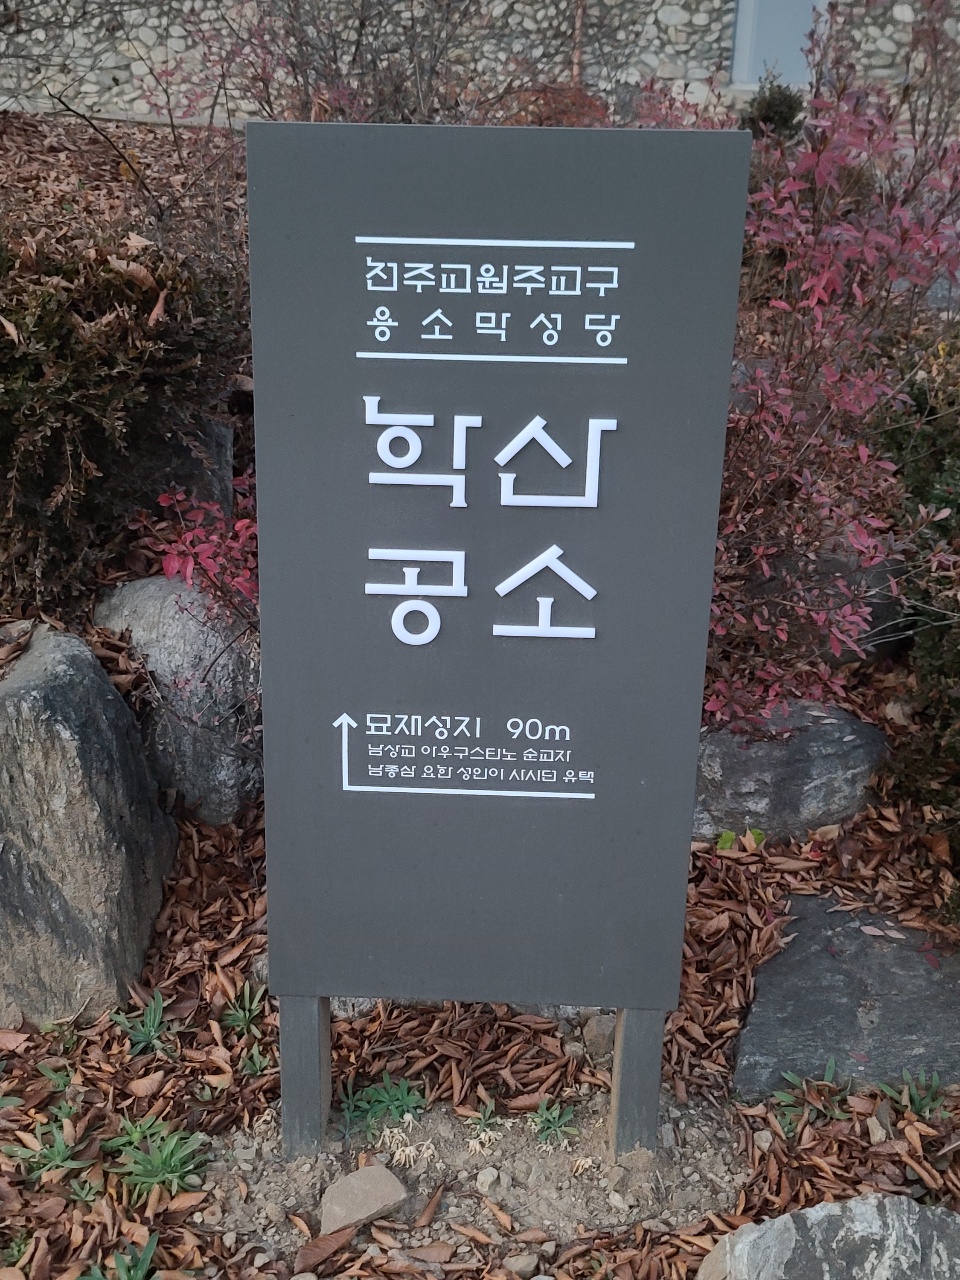 천주교원주교구
용소막성당
학산
공소
묘재성지 90m
남상교 아우구스티노 순교자
남종삼 요한 성인이 사시던 유택